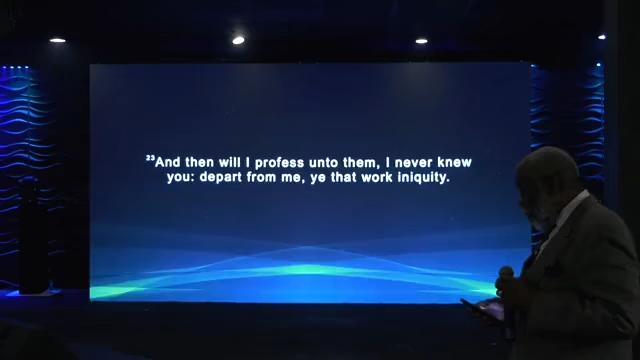 23And then will I profess unto them, I never knew
you: depart from me, ye that work iniquity.